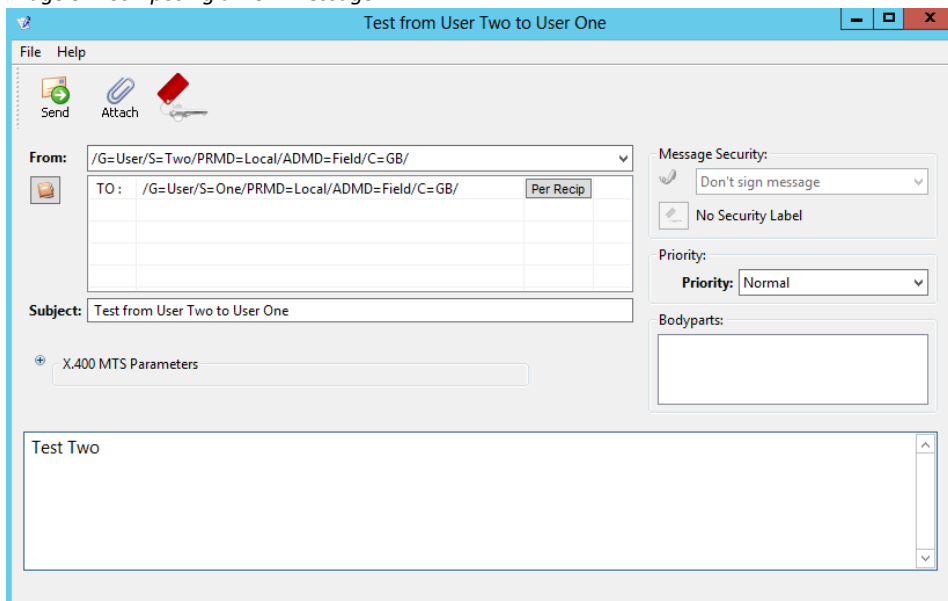 Test from User Two to User One
File Help
Send Attach
From: /G=User/S=Two/PRMD=Local/ADMD=Field/C=GB/
TO : /G=User/S=One/PRMD=Local/ADMD=Field/C=GB/ Per Recip
Subject: Test from User Two to User One
X.400 MTS Parameters
Message Security:
Don't sign message
No Security Label
Priority:
Priority: Normal
Bodyparts:
Test Two